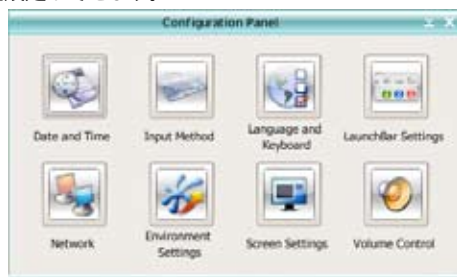 Configuration Panel
Date and Time
Input Method
Language and
Keyboard
LaunchBar Settings
Network
Environment
Settings
Screen Settings
Volume Control